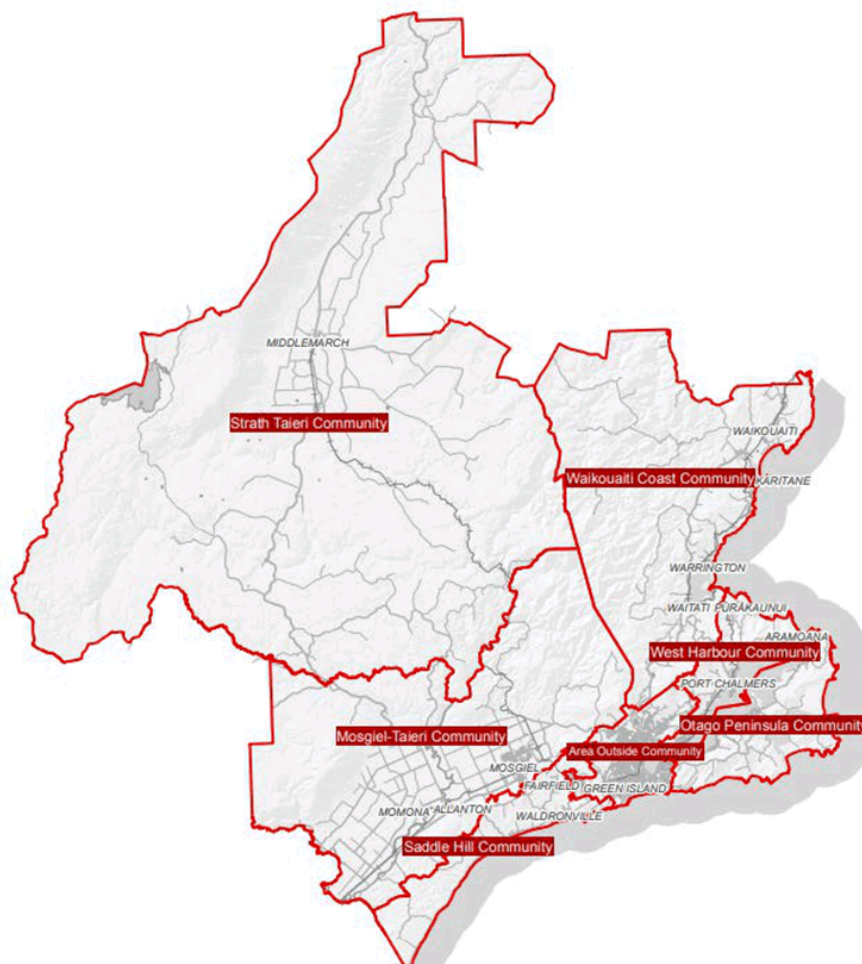 MIDDLEMARCH
Strath Taieri Community
WAIKOUAITI
Waikouaiti Coast Community
KARITANE
WARRINGTON
WAITATI
PŪRĀKAUNUI
ARAMOANA
West Harbour Community
PORT CHALMERS
Otago Peninsula Community
Mosgiel-Taieri Community
Area Outside Community
MOSGIEL
FAIRFIELD
GREEN ISLAND
MOMONA
ALLANTON
WALDRONVILLE
Saddle Hill Community